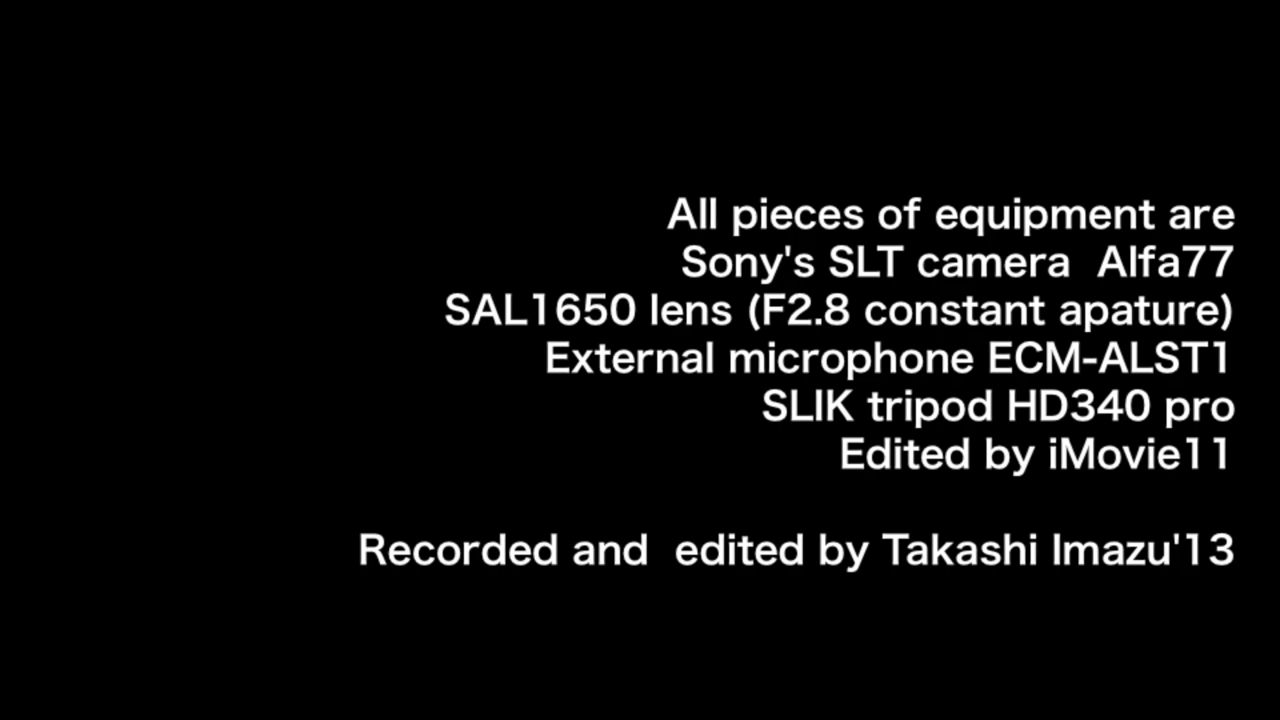 All pieces of equipment are
Sony's SLT camera  Alfa77
SAL1650 lens (F2.8 constant apature)
External microphone ECM-ALST1
SLIK tripod HD340 pro
Edited by iMovie11
Recorded and  edited by Takashi Imazu'13